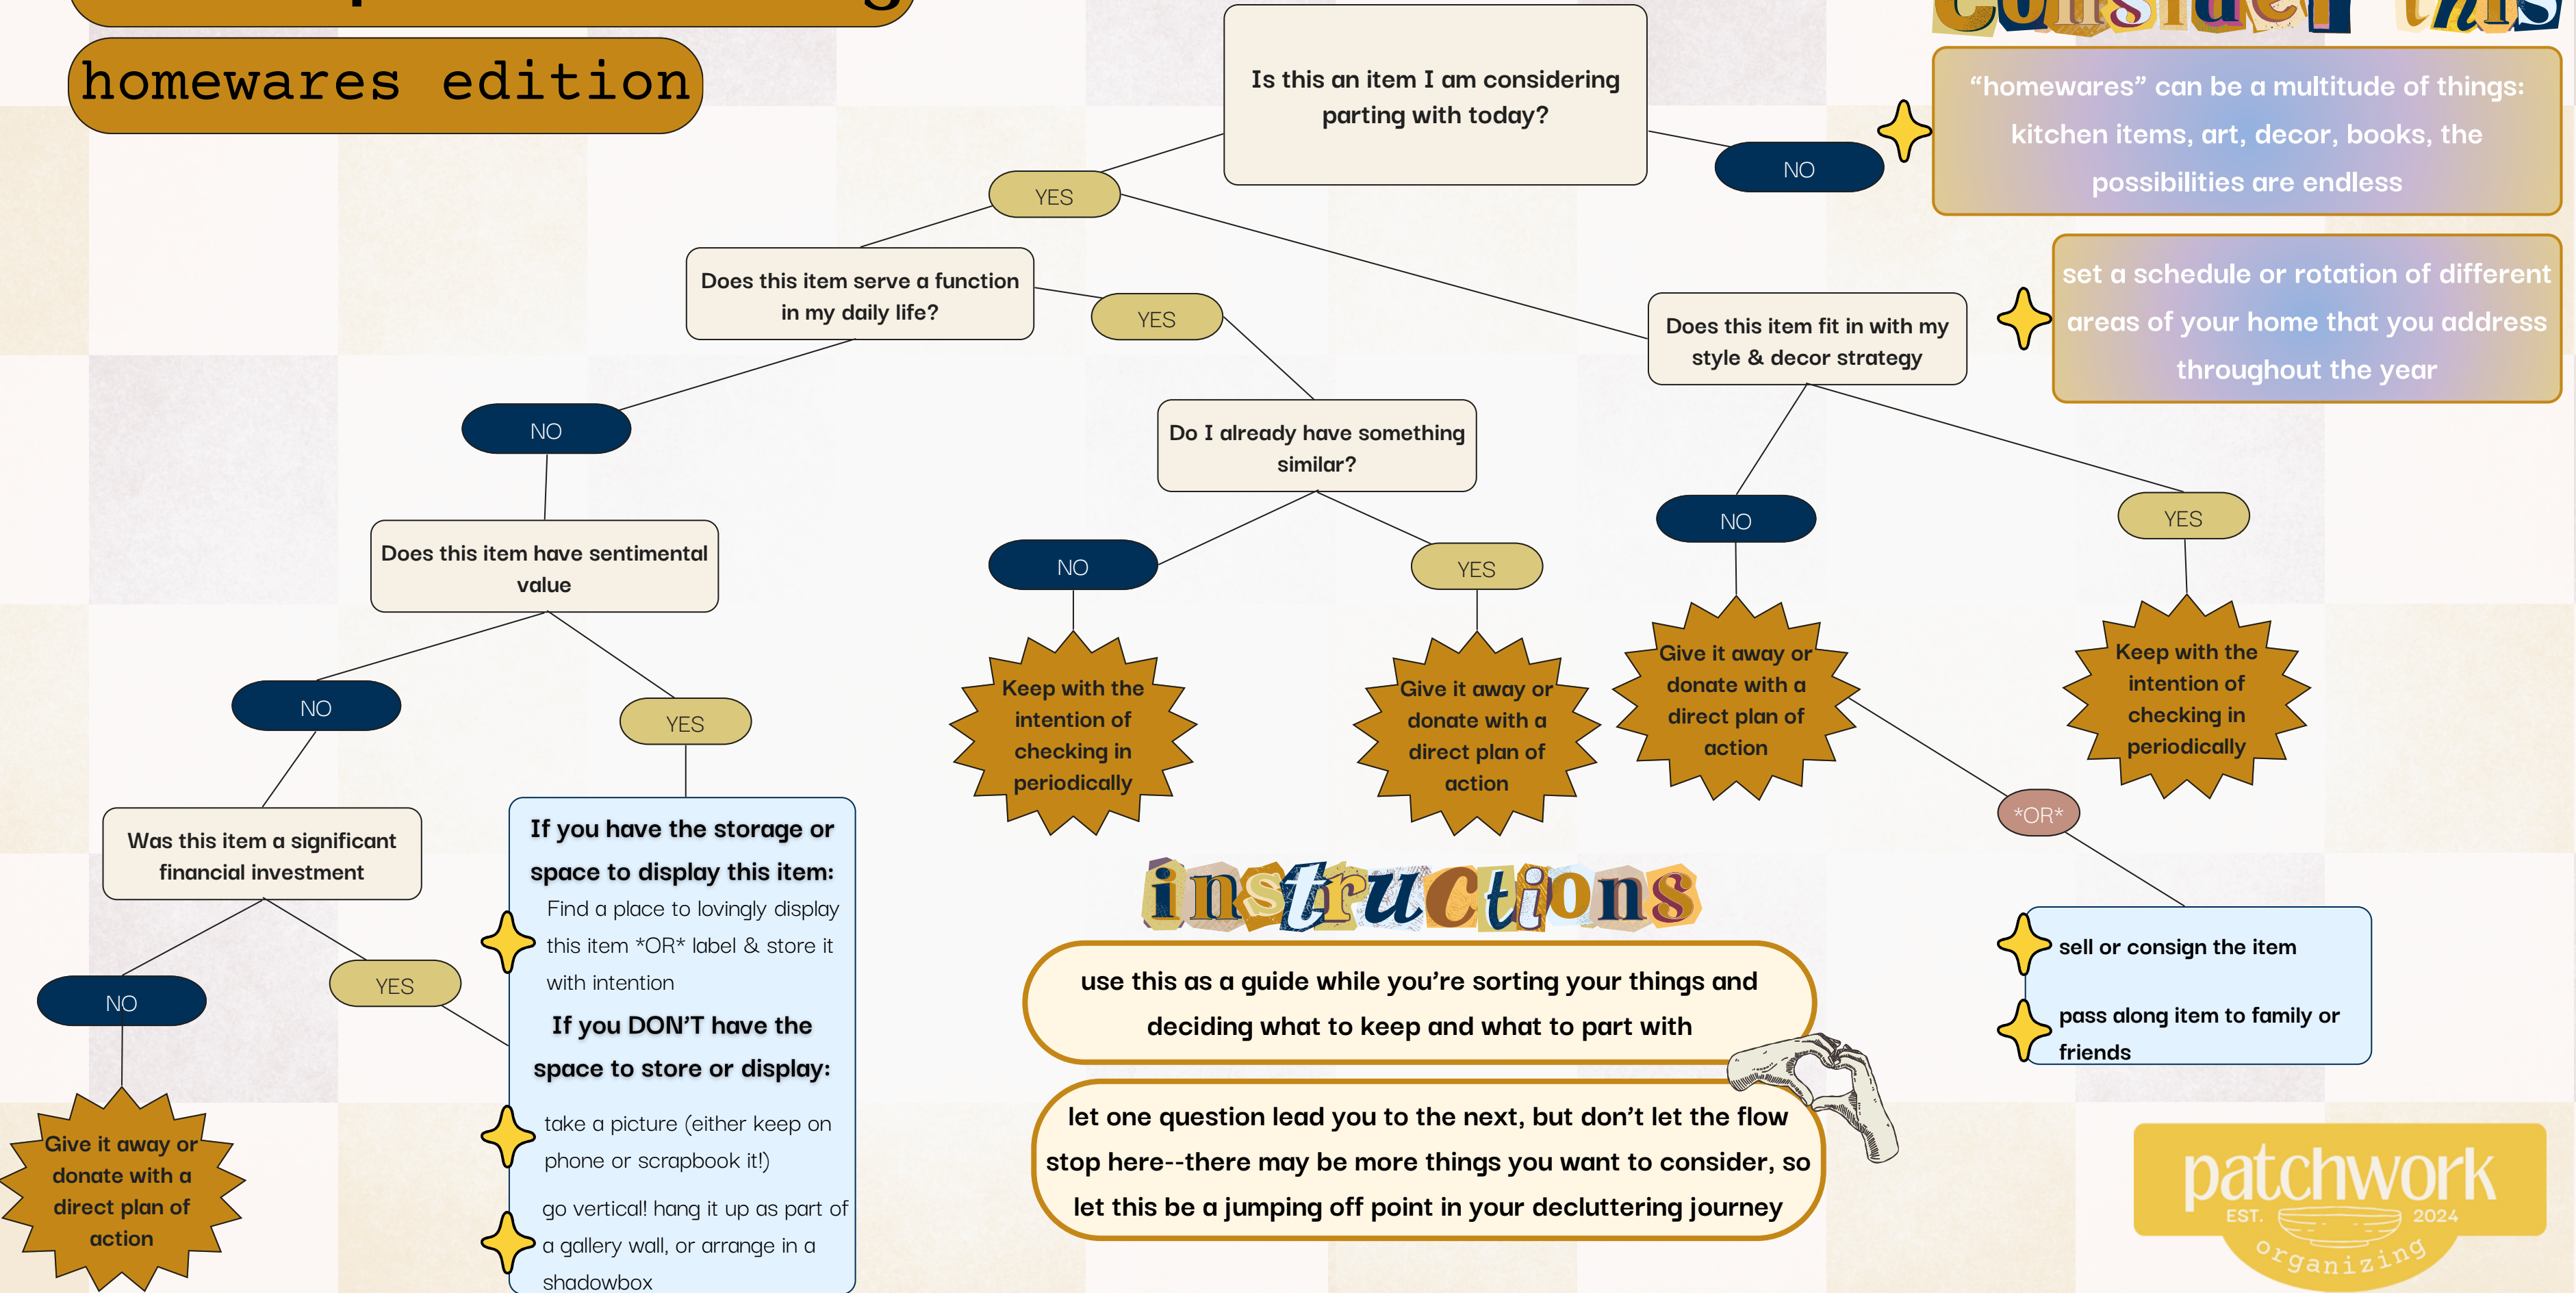 homewares edition
consider this
"homewares" can be a multitude of things:
kitchen items, art, decor, books, the
possibilities are endless
set a schedule or rotation of different
areas of your home that you address
throughout the year
Is this an item I am considering
parting with today?
YES
NO
Does this item serve a function
in my daily life?
YES
Does this item fit in with my
style & decor strategy
NO
Do I already have something
similar?
NO
YES
Does this item have sentimental
value
NO
YES
Keep with the
intention of
checking in
periodically
Give it away or
donate with a
direct plan of
action
Give it away or
donate with a
direct plan of
action
Keep with the
intention of
checking in
periodically
NO
YES
*OR*
sell or consign the item
pass along item to family or
friends
Was this item a significant
financial investment
NO
YES
Give it away or
donate with a
direct plan of
action
If you have the storage or
space to display this item:
Find a place to lovingly display
this item *OR* label & store it
with intention
If you DON'T have the
space to store or display:
take a picture (either keep on
phone or scrapbook it!)
go vertical! hang it up as part of
a gallery wall, or arrange in a
shadowbox
instructions
use this as a guide while you're sorting your things and
deciding what to keep and what to part with
let one question lead you to the next, but don't let the flow
stop here--there may be more things you want to consider, so
let this be a jumping off point in your decluttering journey
patchwork
EST. 2024
organizing